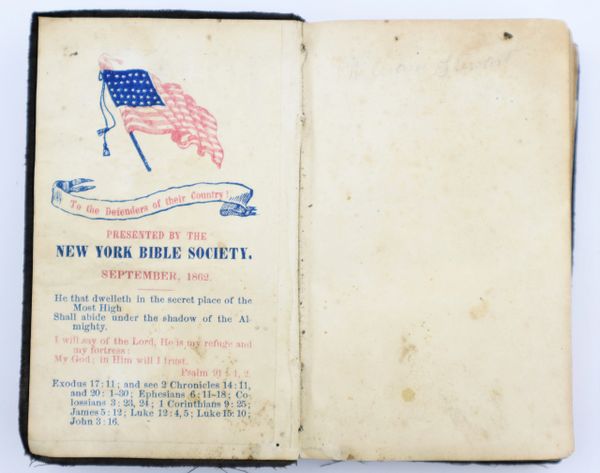 To the Defenders of their Country!
PRESENTED BY THE
NEW YORK BIBLE SOCIETY.
SEPTEMBER, 1862.
He that dwelleth in the secret place of the
Most High
Shall abide under the shadow of the Al-
mighty.
I will say of the Lord, He is my refuge and
my fortress:
My God; in Him will I trust.
Psalm 91: 1, 2.
Exodus 17: 11; and see 2 Chronicles 14: 11,
and 20: 1-30; Ephesians 6: 11-18; Co-
lossians 3: 23, 24; 1 Corinthians 9: 25;
James 5: 12; Luke 12: 4, 5; Luke 15: 10;
John 3: 16.